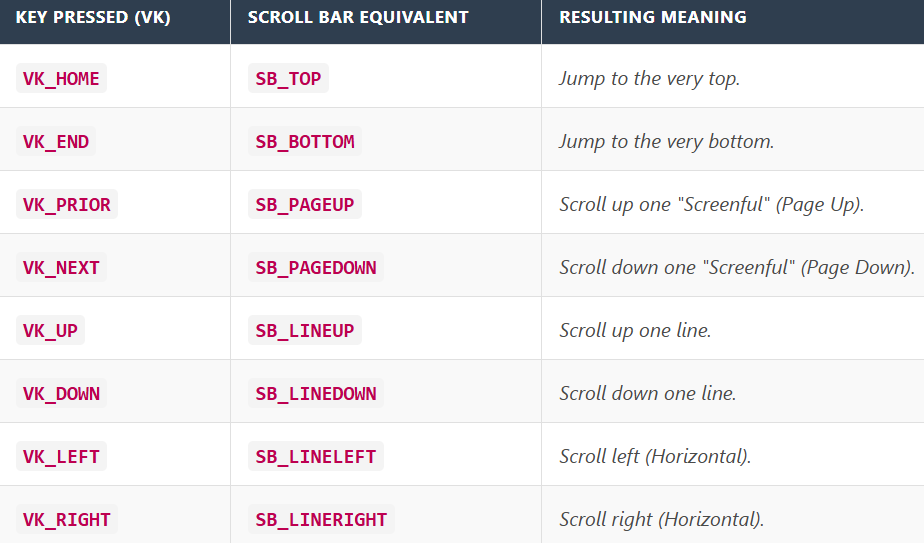 KEY PRESSED (VK) SCROLL BAR EQUIVALENT RESULTING MEANING
VK_HOME SB_TOP Jump to the very top.
VK_END SB_BOTTOM Jump to the very bottom.
VK_PRIOR SB_PAGEUP Scroll up one "Screenful" (Page Up).
VK_NEXT SB_PAGEDOWN Scroll down one "Screenful" (Page Down).
VK_UP SB_LINEUP Scroll up one line.
VK_DOWN SB_LINEDOWN Scroll down one line.
VK_LEFT SB_LINELEFT Scroll left (Horizontal).
VK_RIGHT SB_LINERIGHT Scroll right (Horizontal).